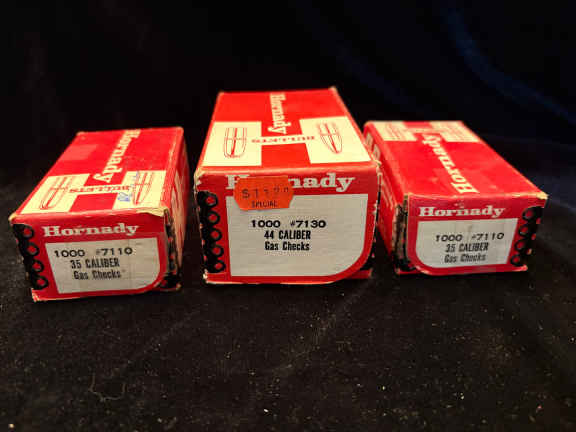 Hornady
BULLETS
Hornady
1000 #7110
35 CALIBER
Gas Checks
Hornady
BULLETS
Hornady
SPECIAL
1000 #7130
44 CALIBER
Gas Checks
Hornady
Hornady
1000 #7110
35 CALIBER
Gas Checks